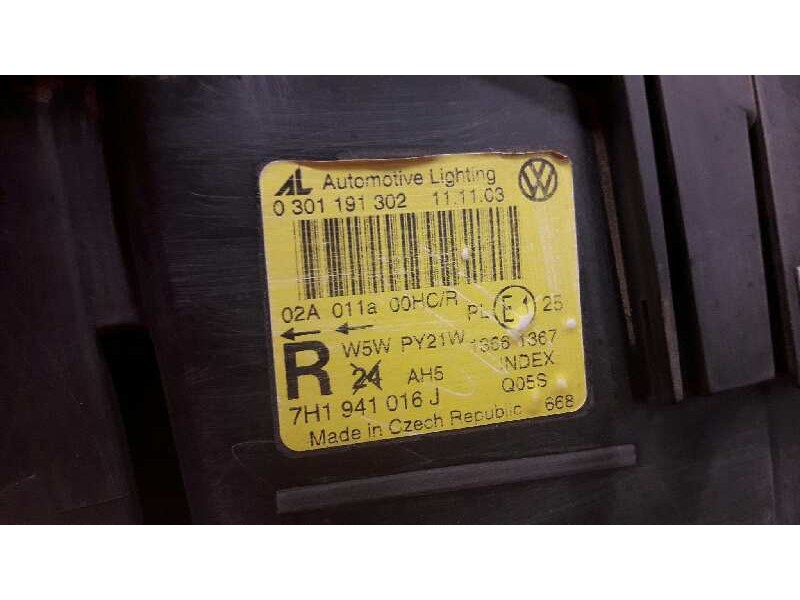 AL Automotive Lighting
0 301 191 302 11.11.03
02A 011a 00HC/R PL E1 25
W5W PY21W 1366 1367
R 24 AH5 INDEX
Q05S
7H1 941 016 J
Made in Czech Republic 668